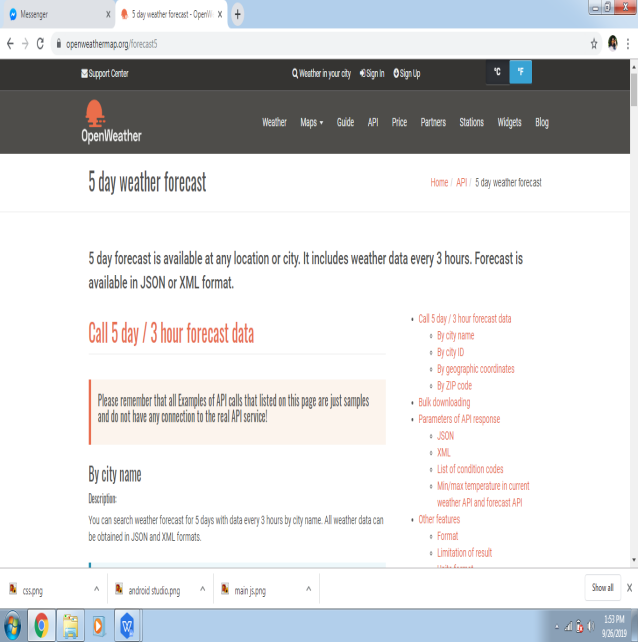 Messenger
X
5 day weather forecast - OpenW
X
+
openweathermap.org/forecast5
Support Center
Weather in your city
Sign In
Sign Up
°C
°F
OpenWeather
Weather
Maps
Guide
API
Price
Partners
Stations
Widgets
Blog
5 day weather forecast
Home / API / 5 day weather forecast
5 day forecast is available at any location or city. It includes weather data every 3 hours. Forecast is
available in JSON or XML format.
Call 5 day / 3 hour forecast data
Please remember that all Examples of API calls that listed on this page are just samples
and do not have any connection to the real API service!
By city name
Description:
You can search weather forecast for 5 days with data every 3 hours by city name. All weather data can
be obtained in JSON and XML formats.
Call 5 day / 3 hour forecast data
By city name
By city ID
By geographic coordinates
By ZIP code
Bulk downloading
Parameters of API response
JSON
XML
List of condition codes
Min/max temperature in current
weather API and forecast API
Other features
Format
Limitation of result
Units format
css.png
android studio.png
main js.png
Show all
X
1:53 PM
9/26/2019